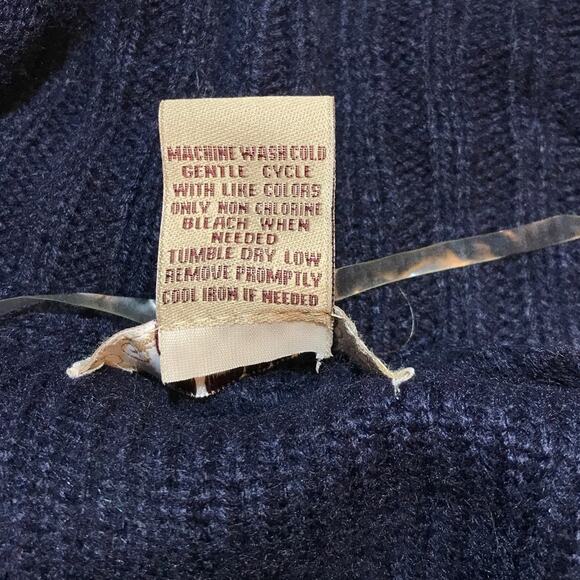 MACHINE WASH COLD
GENTLE CYCLE
WITH LIKE COLORS
ONLY NON CHLORINE
BLEACH WHEN
NEEDED
TUMBLE DRY LOW
REMOVE PROMPTLY
COOL IRON IF NEEDED